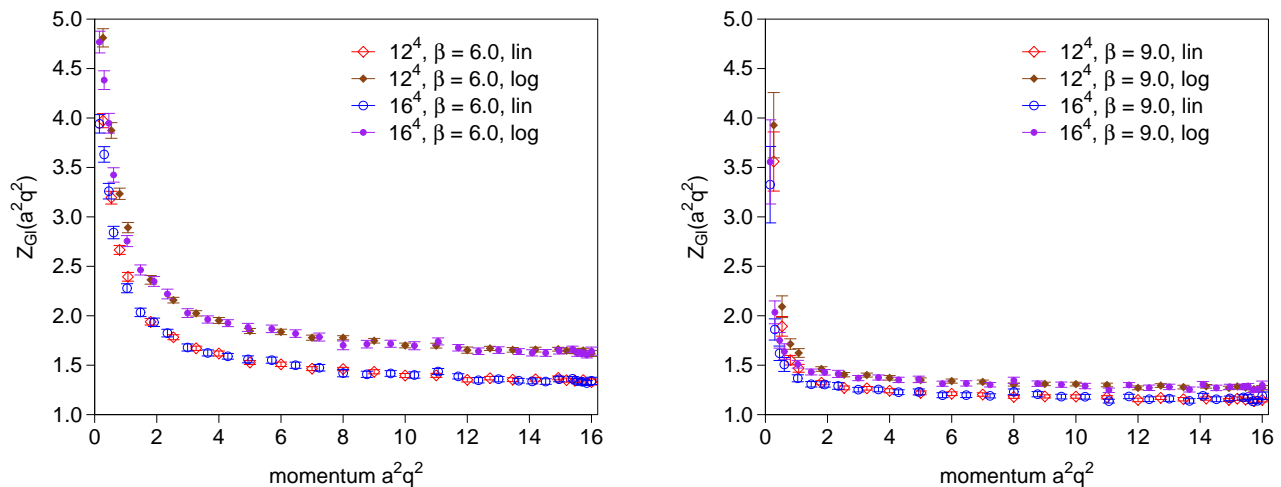 5.0
4.5
4.0
3.5
3.0
2.5
2.0
1.5
1.0
Z_Gl(a²q²)
0 2 4 6 8 10 12 14 16
momentum a²q²
12⁴, β = 6.0, lin
12⁴, β = 6.0, log
16⁴, β = 6.0, lin
16⁴, β = 6.0, log
5.0
4.5
4.0
3.5
3.0
2.5
2.0
1.5
1.0
Z_Gl(a²q²)
0 2 4 6 8 10 12 14 16
momentum a²q²
12⁴, β = 9.0, lin
12⁴, β = 9.0, log
16⁴, β = 9.0, lin
16⁴, β = 9.0, log